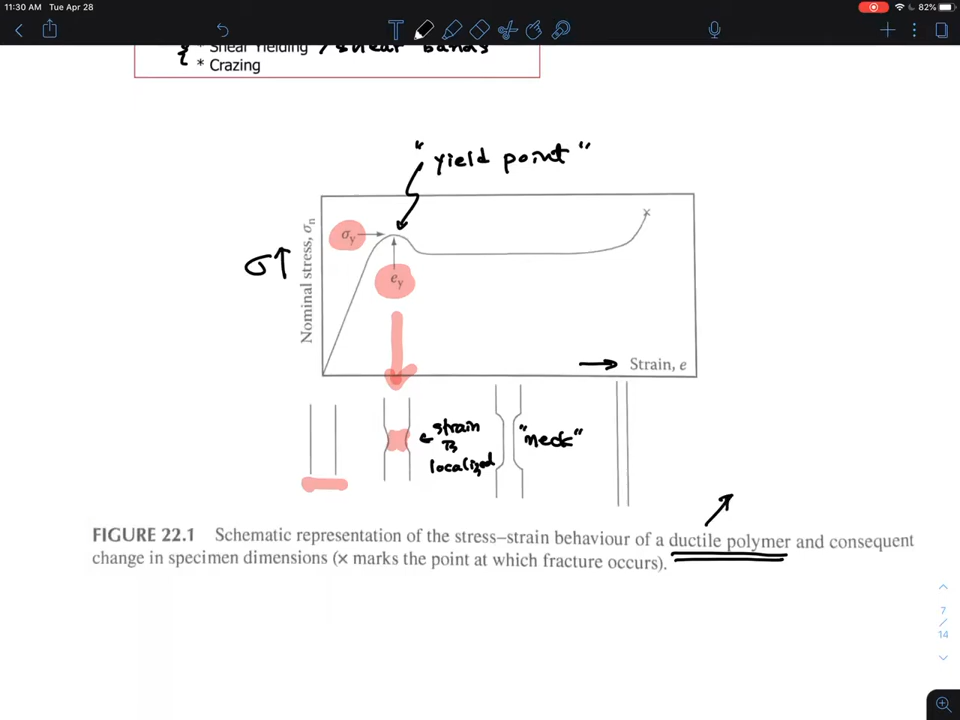 11:30 AM Tue Apr 28
82%
* Shear Yielding / shear bands
* Crazing
"yield point"
σy
σ↑
Nominal stress, σn
ey
Strain, e
strain is localized
"neck"
FIGURE 22.1 Schematic representation of the stress–strain behaviour of a ductile polymer and consequent
change in specimen dimensions (× marks the point at which fracture occurs).
7
/
14